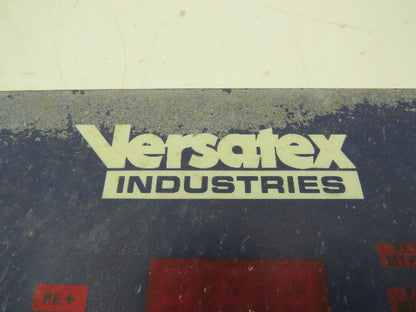 Versatex
INDUSTRIES
P.F. +